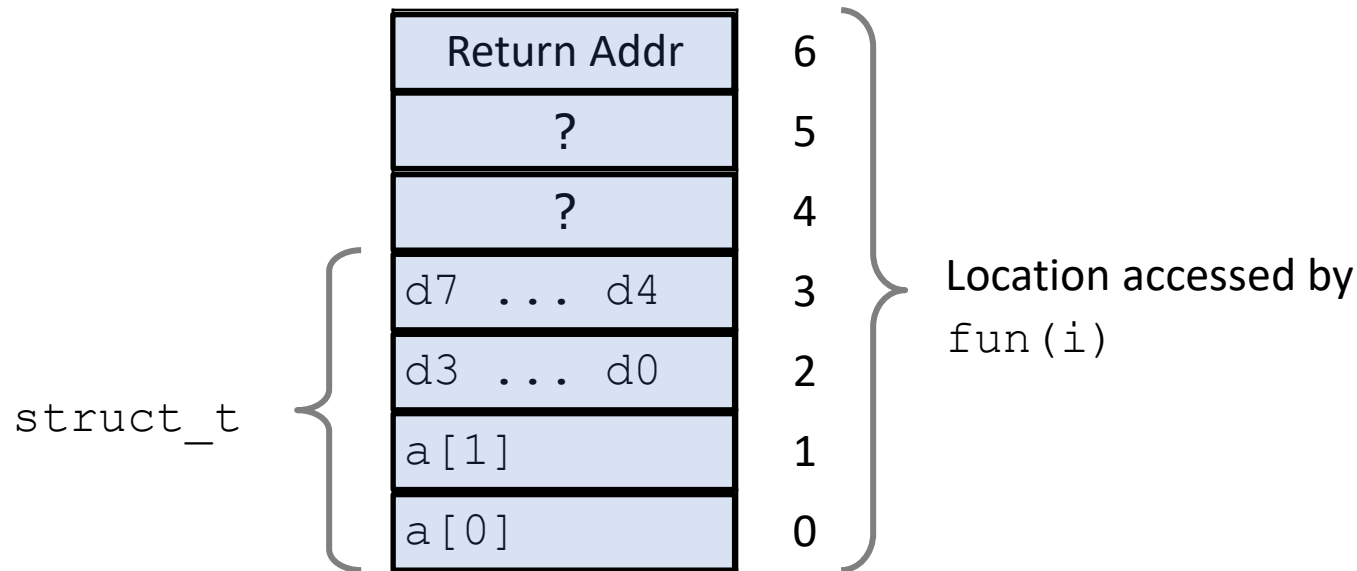 Return Addr 6
? 5
? 4
d7 ... d4 3
d3 ... d0 2
a[1] 1
a[0] 0
struct_t
Location accessed by
fun(i)